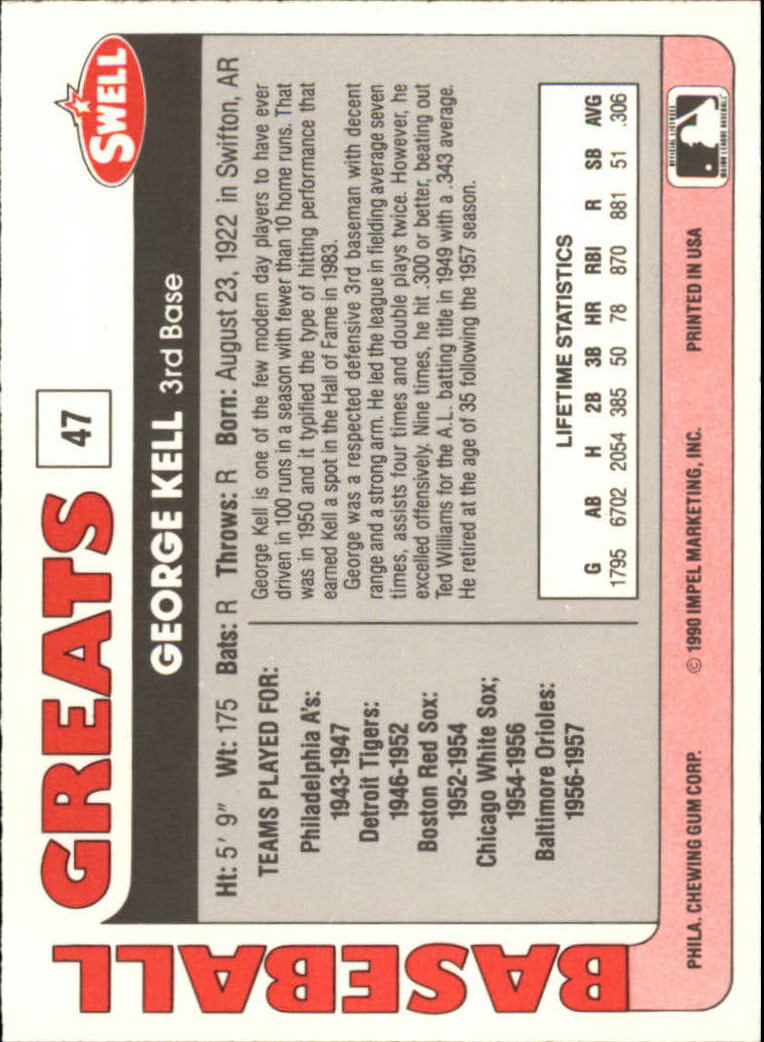 BASEBALL
GREATS
47
SWELL
GEORGE KELL 3rd Base
Ht: 5' 9" Wt: 175 Bats: R Throws: R Born: August 23, 1922 in Swifton, AR
TEAMS PLAYED FOR:
Philadelphia A's:
1943-1947
Detroit Tigers:
1946-1952
Boston Red Sox:
1952-1954
Chicago White Sox;
1954-1956
Baltimore Orioles:
1956-1957
George Kell is one of the few modern day players to have ever
driven in 100 runs in a season with fewer than 10 home runs. That
was in 1950 and it typified the type of hitting performance that
earned Kell a spot in the Hall of Fame in 1983.
George was a respected defensive 3rd baseman with decent
range and a strong arm. He led the league in fielding average seven
times, assists four times and double plays twice. However, he
excelled offensively. Nine times, he hit .300 or better, beating out
Ted Williams for the A.L. batting title in 1949 with a .343 average.
He retired at the age of 35 following the 1957 season.
LIFETIME STATISTICS
G AB H 2B 3B HR RBI R SB AVG
1795 6702 2054 385 50 78 870 881 51 .306
PHILA. CHEWING GUM CORP. © 1990 IMPEL MARKETING, INC. PRINTED IN USA
OFFICIAL LICENSEE
MAJOR LEAGUE BASEBALL